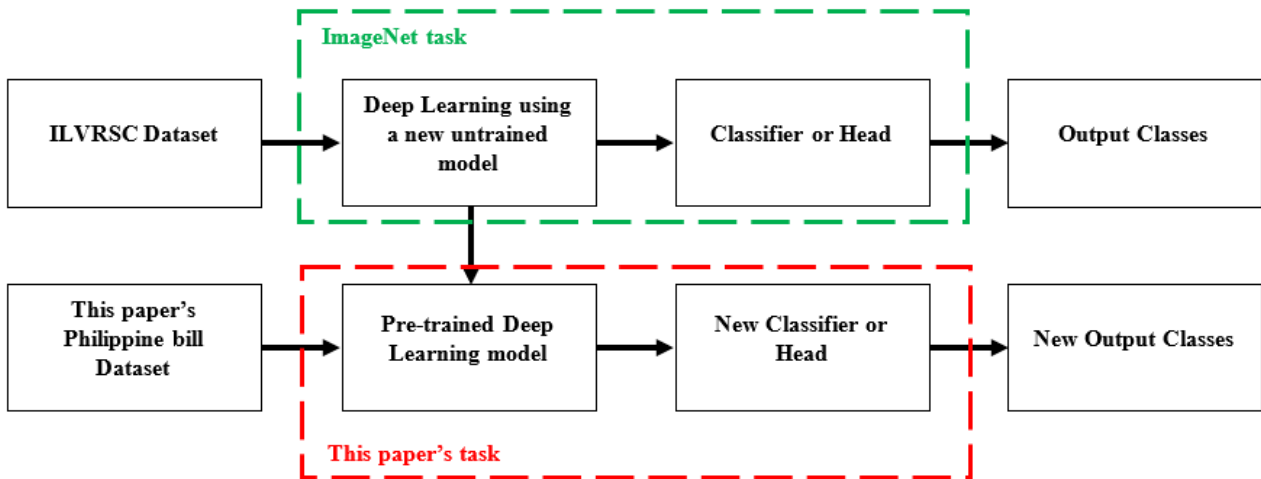 ImageNet task
ILVRSC Dataset
Deep Learning using
a new untrained
model
Classifier or Head
Output Classes
This paper’s
Philippine bill
Dataset
Pre-trained Deep
Learning model
New Classifier or
Head
New Output Classes
This paper’s task